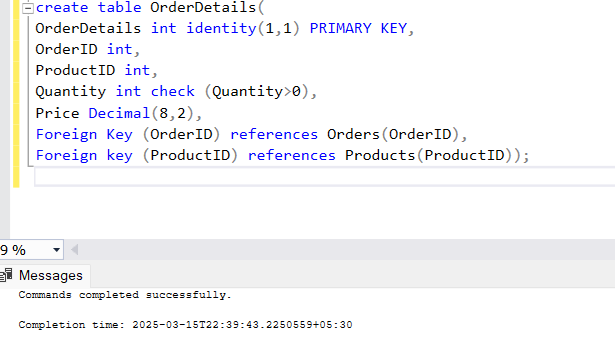 create table OrderDetails(
OrderDetails int identity(1,1) PRIMARY KEY,
OrderID int,
ProductID int,
Quantity int check (Quantity>0),
Price Decimal(8,2),
Foreign Key (OrderID) references Orders(OrderID),
Foreign key (ProductID) references Products(ProductID));
9 %
Messages
Commands completed successfully.
Completion time: 2025-03-15T22:39:43.2250559+05:30